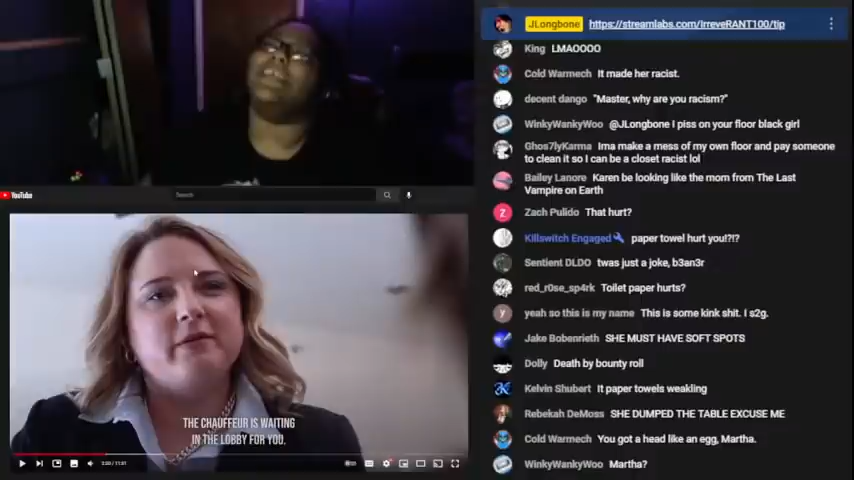 JLongbone https://streamlabs.com/IrreveRANT100/tip
King LMAOOOO
Cold Warmech It made her racist.
decent dango "Master, why are you racism?"
WinkyWankyWoo @JLongbone I piss on your floor black girl
Ghos7lyKarma Ima make a mess of my own floor and pay someone
to clean it so I can be a closet racist lol
Bailey Lanore Karen be looking like the mom from The Last
Vampire on Earth
Z Zach Pulido That hurt?
Killswitch Engaged paper towel hurt you!?!?
Sentient DLDO twas just a joke, b3an3r
red_r0se_sp4rk Toilet paper hurts?
y yeah so this is my name This is some kink shit. I s2g.
Jake Bobenrieth SHE MUST HAVE SOFT SPOTS
Dolly Death by bounty roll
Kelvin Shubert It paper towels weakling
Rebekah DeMoss SHE DUMPED THE TABLE EXCUSE ME
Cold Warmech You got a head like an egg, Martha.
WinkyWankyWoo Martha?
YouTube
Search
THE CHAUFFEUR IS WAITING
IN THE LOBBY FOR YOU.